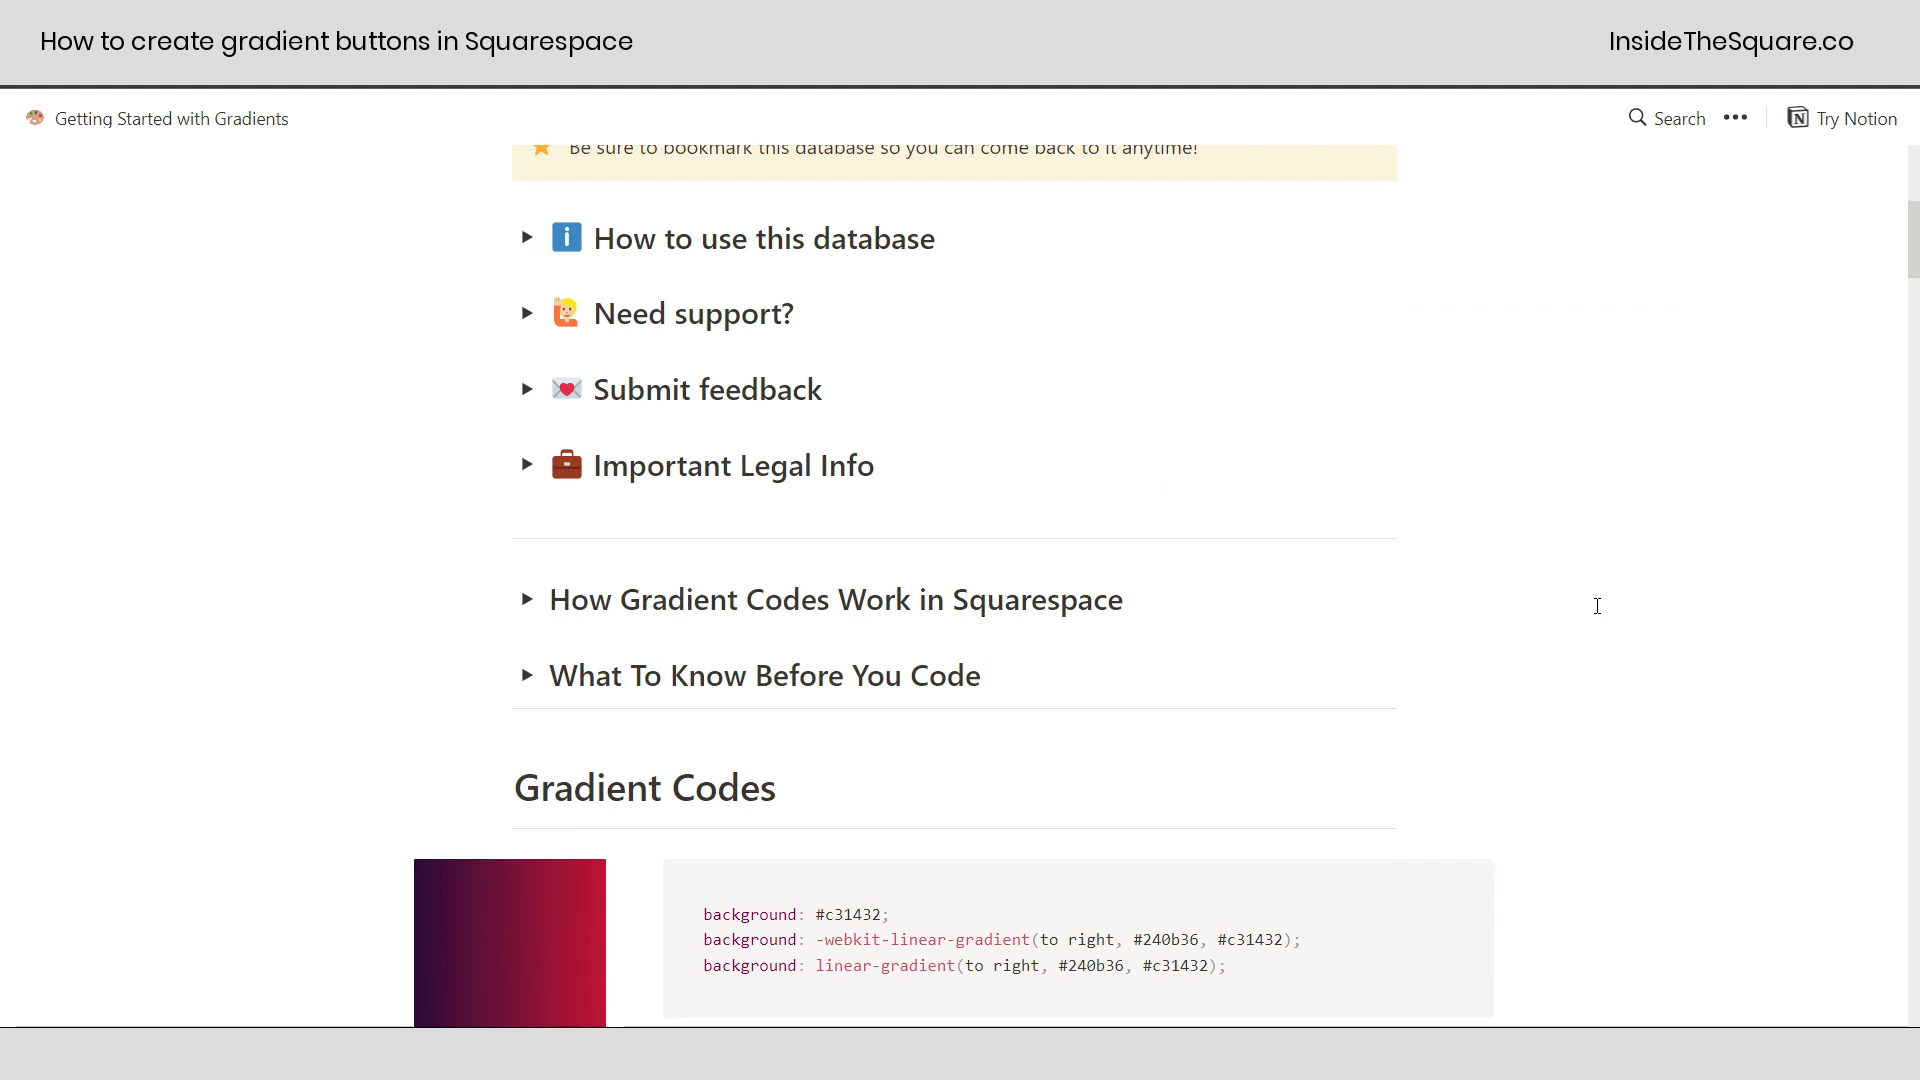 How to create gradient buttons in Squarespace
InsideTheSquare.co
Getting Started with Gradients
Search
Try Notion
Be sure to bookmark this database so you can come back to it anytime!
How to use this database
Need support?
Submit feedback
Important Legal Info
How Gradient Codes Work in Squarespace
What To Know Before You Code
Gradient Codes
background: #c31432;
background: -webkit-linear-gradient(to right, #240b36, #c31432);
background: linear-gradient(to right, #240b36, #c31432);